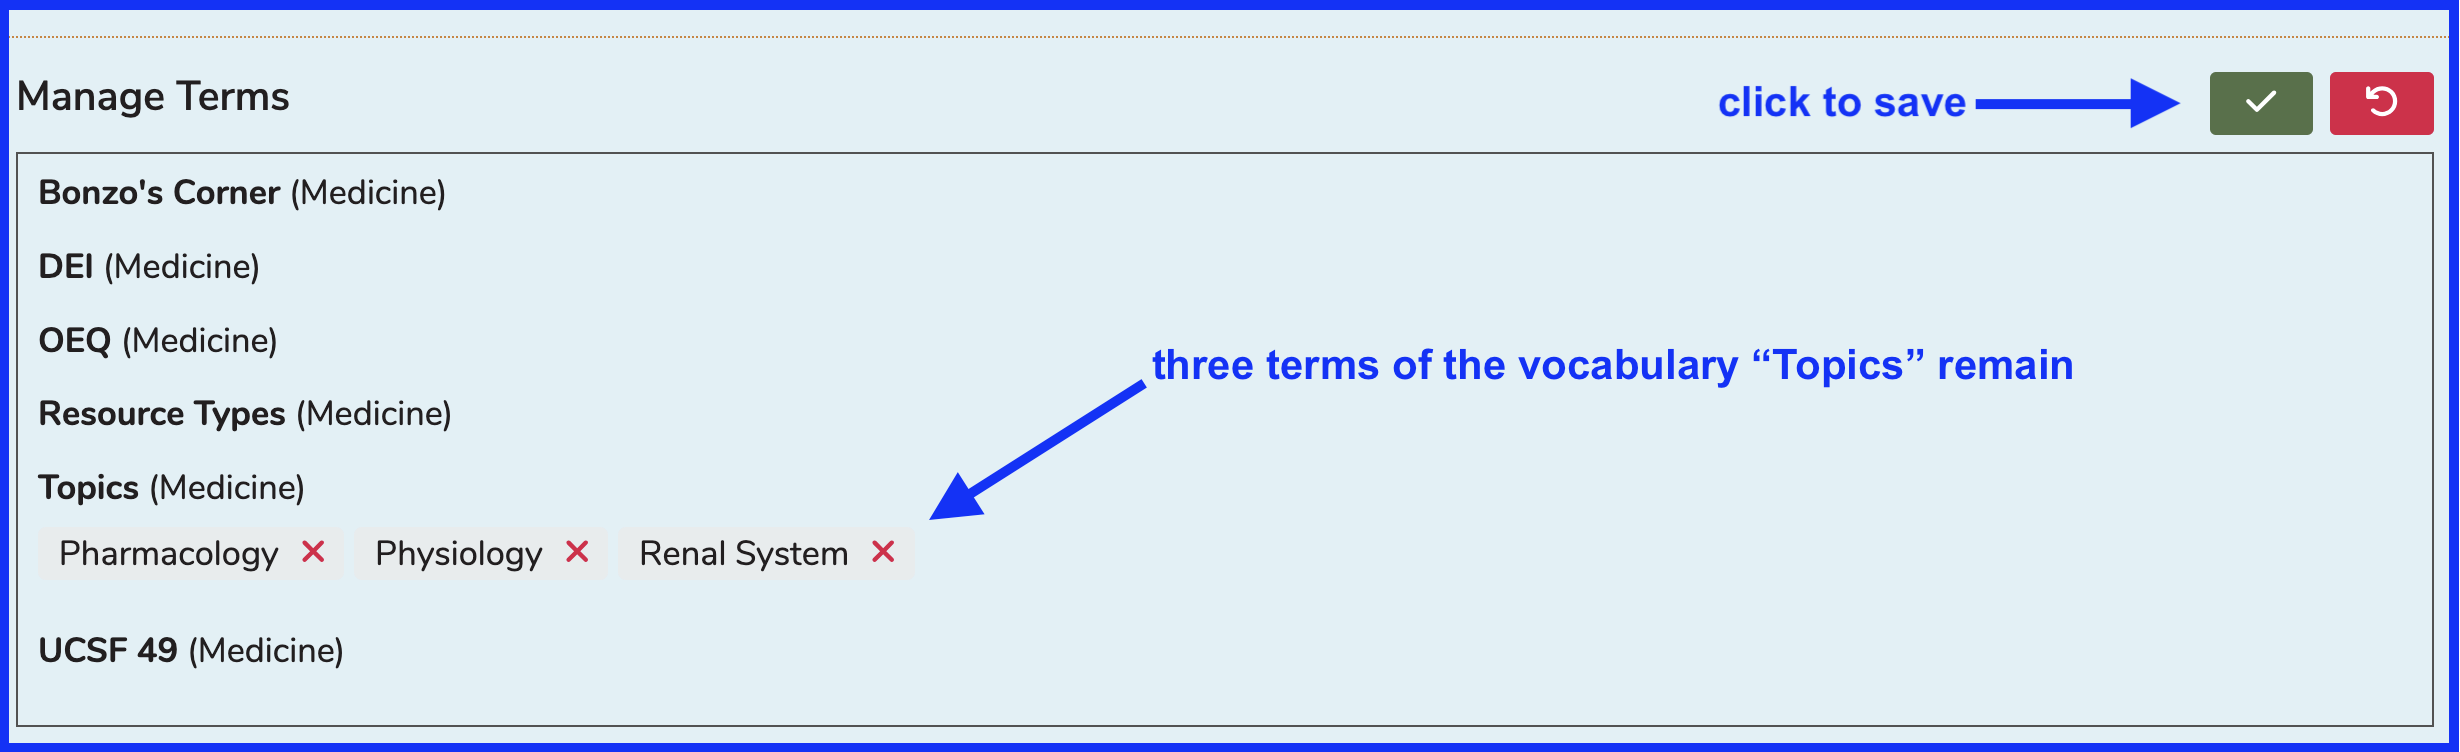 Manage Terms
click to save
Bonzo's Corner (Medicine)
DEI (Medicine)
OEQ (Medicine)
three terms of the vocabulary “Topics” remain
Resource Types (Medicine)
Topics (Medicine)
Pharmacology Physiology Renal System
UCSF 49 (Medicine)